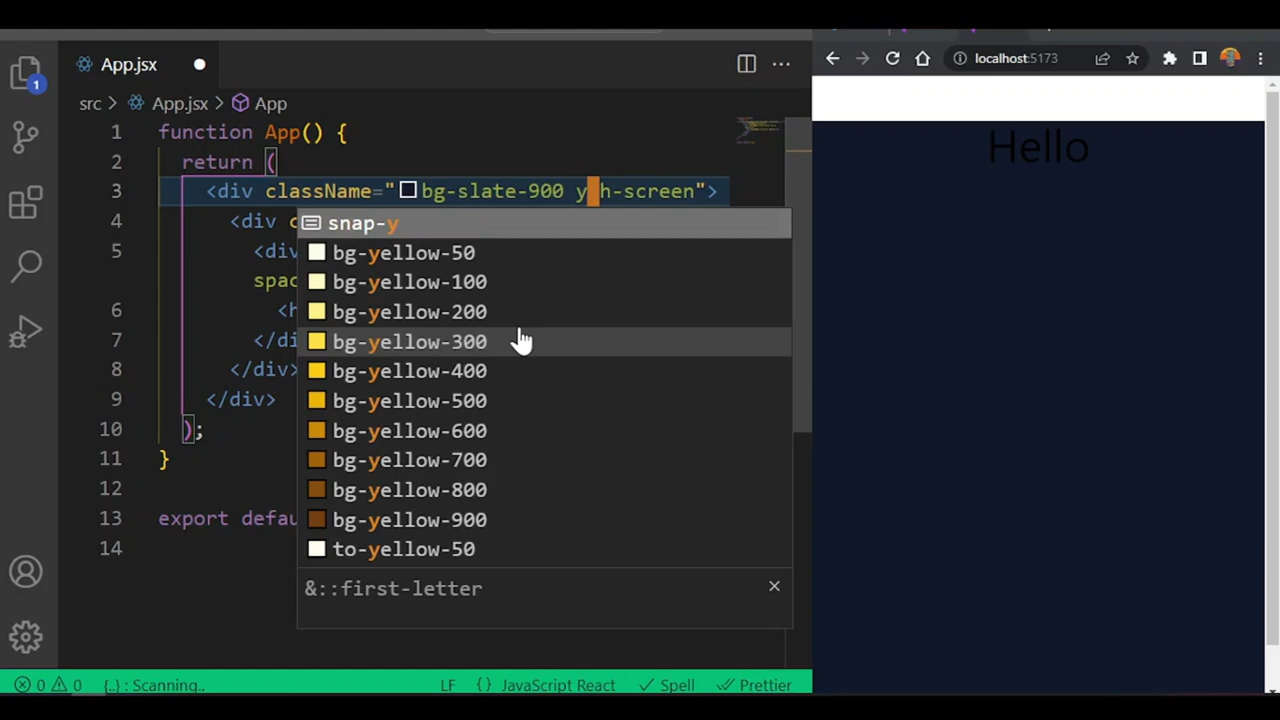 App.jsx
localhost:5173
1
src > App.jsx > App
1 function App() {
2 return (
3 <div className="bg-slate-900 y h-screen">
4 <div c
5 <div
spac
6 <h
7 </di
8 </div>
9 </div>
10 );
11 }
12
13 export defau
14
snap-y
bg-yellow-50
bg-yellow-100
bg-yellow-200
bg-yellow-300
bg-yellow-400
bg-yellow-500
bg-yellow-600
bg-yellow-700
bg-yellow-800
bg-yellow-900
to-yellow-50
&::first-letter
Hello
0 0 {..} : Scanning.. LF {} JavaScript React Spell Prettier